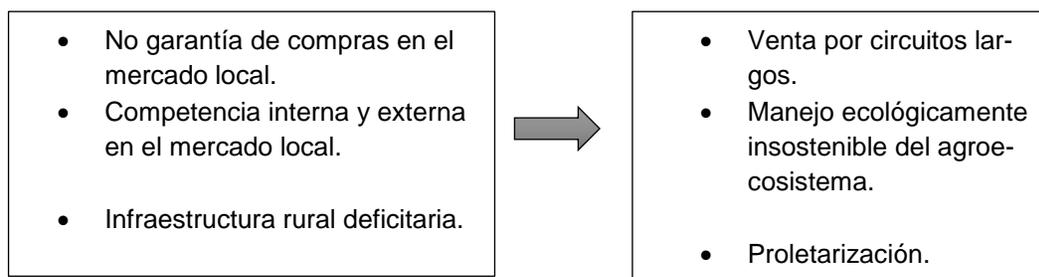 • No garantía de compras en el
mercado local.
• Competencia interna y externa
en el mercado local.
• Infraestructura rural deficitaria.
• Venta por circuitos lar-
gos.
• Manejo ecológicamente
insostenible del agroe-
cosistema.
• Proletarización.